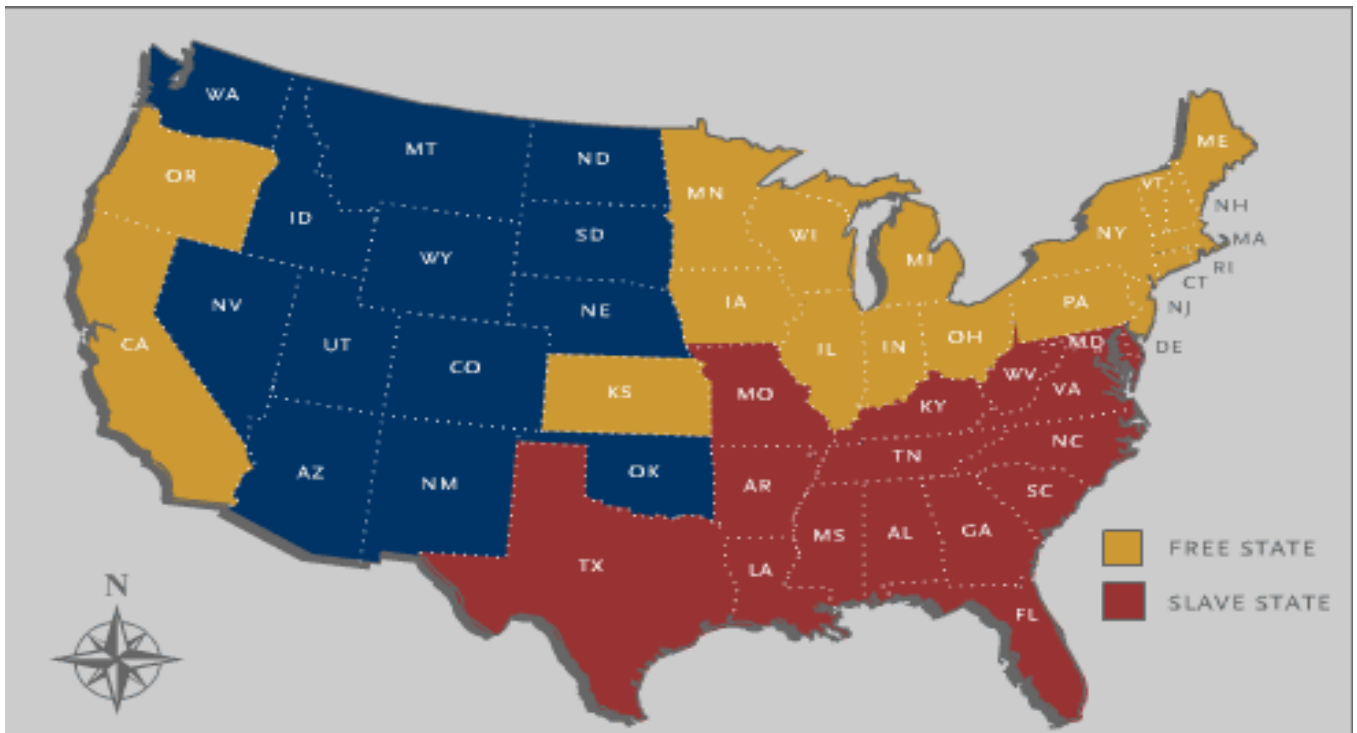 WA
MT
ND
MN
ME
OR
VT
ID
SD
WI
NY
NH
MA
WY
MI
RI
CT
NV
NE
IA
PA
NJ
UT
CO
IL
IN
OH
MD
DE
CA
KS
MO
WV
VA
KY
NC
AZ
NM
OK
AR
TN
SC
MS
AL
GA
TX
LA
FL
FREE STATE
SLAVE STATE
N